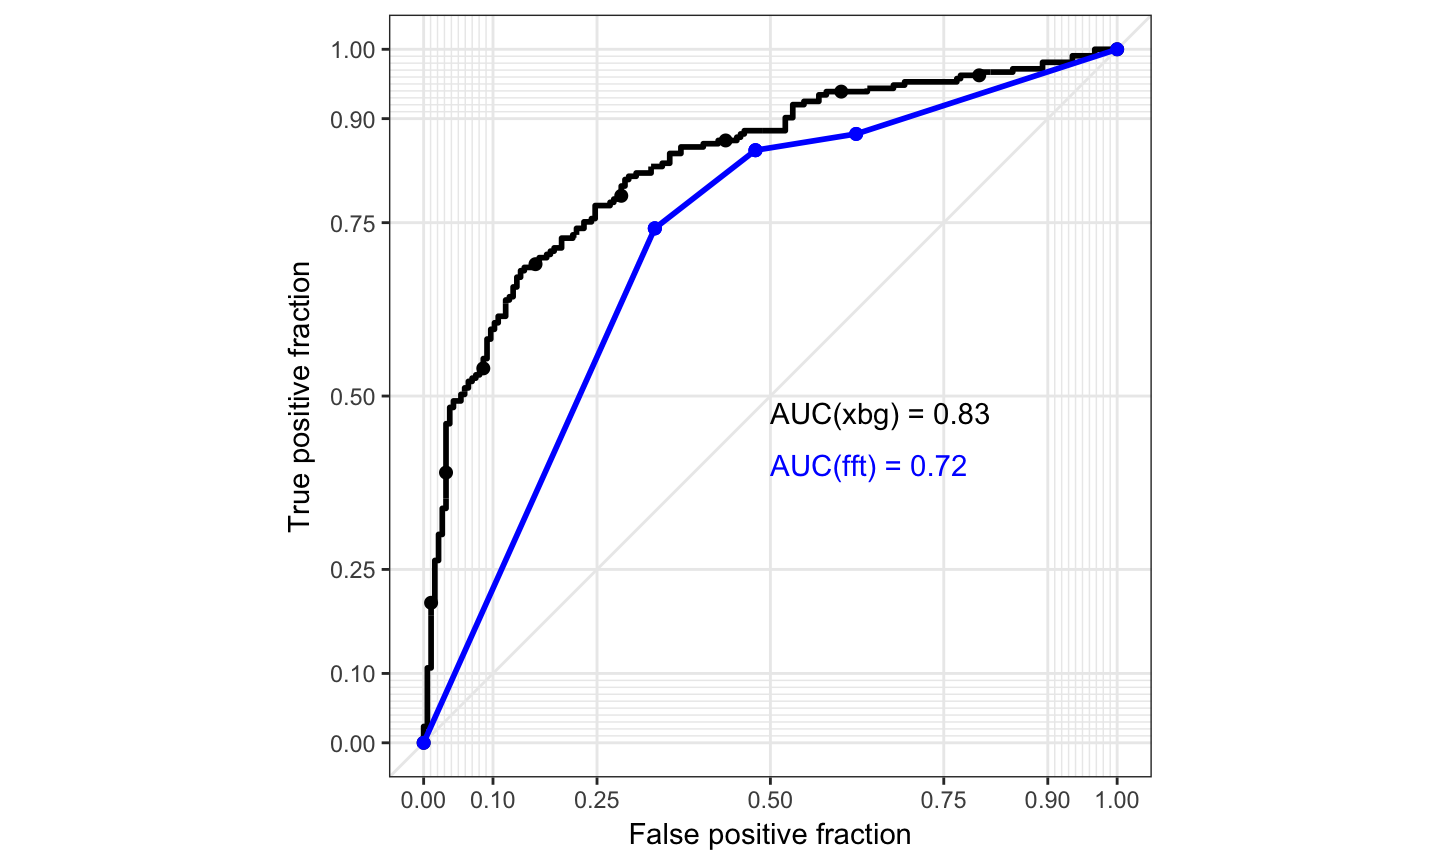 True positive fraction
1.00
0.90
0.75
0.50
0.25
0.10
0.00
AUC(xbg) = 0.83
AUC(fft) = 0.72
0.00 0.10 0.25 0.50 0.75 0.90 1.00
False positive fraction